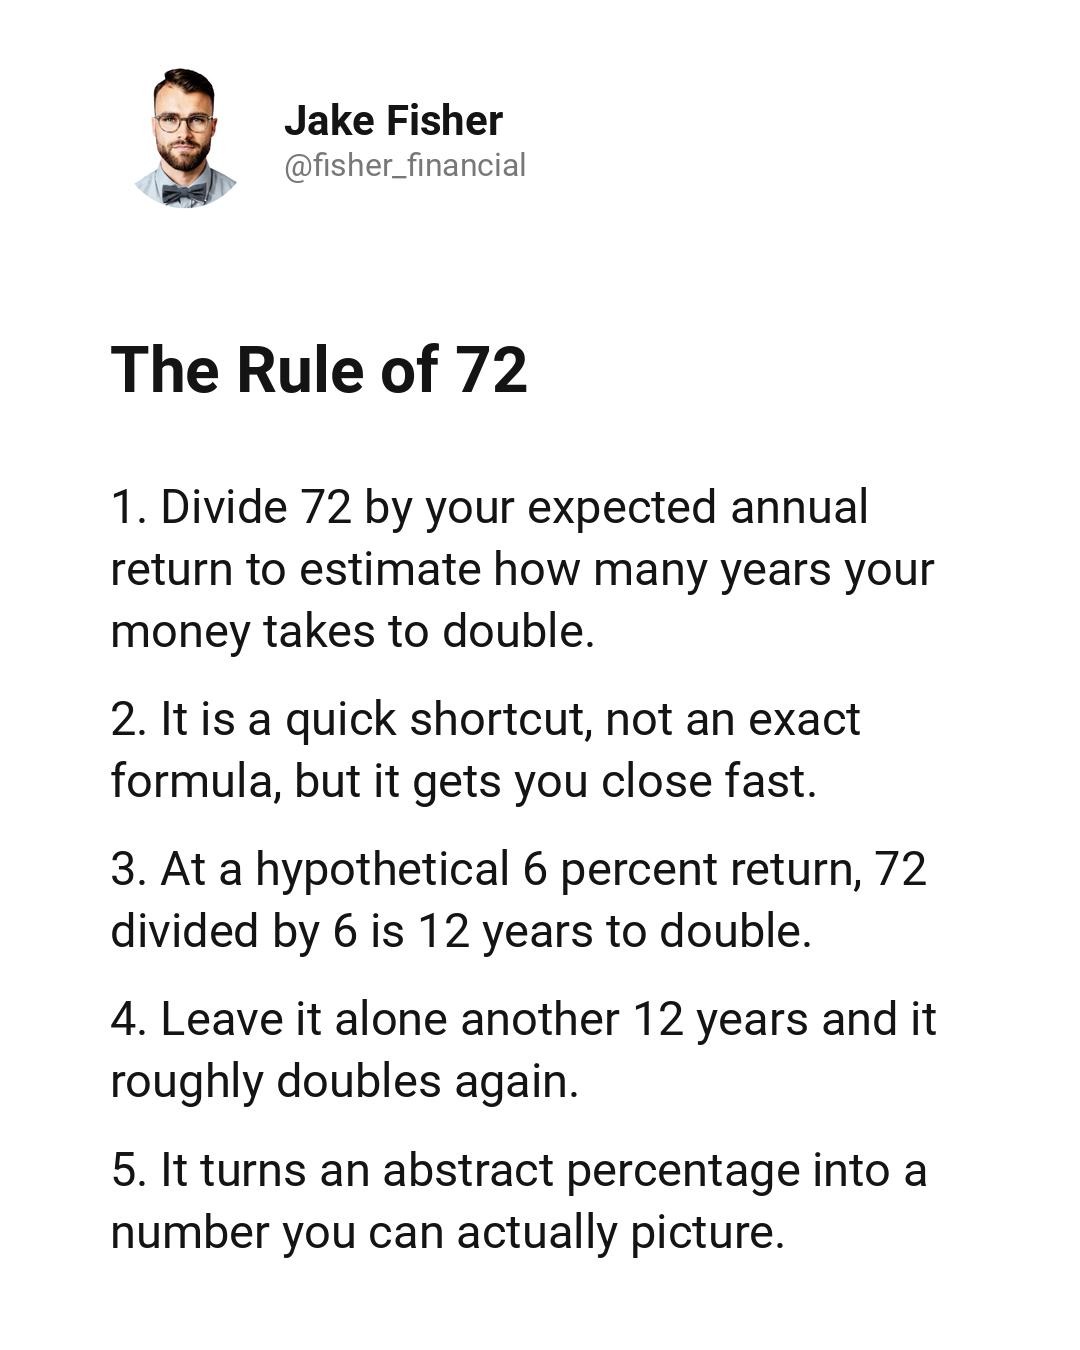 Jake Fisher
@fisher_financial
The Rule of 72
1. Divide 72 by your expected annual
return to estimate how many years your
money takes to double.
2. It is a quick shortcut, not an exact
formula, but it gets you close fast.
3. At a hypothetical 6 percent return, 72
divided by 6 is 12 years to double.
4. Leave it alone another 12 years and it
roughly doubles again.
5. It turns an abstract percentage into a
number you can actually picture.